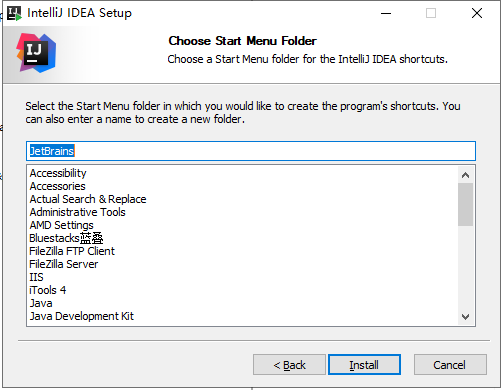 IntelliJ IDEA Setup
Choose Start Menu Folder
Choose a Start Menu folder for the IntelliJ IDEA shortcuts.
Select the Start Menu folder in which you would like to create the program's shortcuts. You
can also enter a name to create a new folder.
JetBrains
Accessibility
Accessories
Actual Search & Replace
Administrative Tools
AMD Settings
Bluestacks蓝叠
FileZilla FTP Client
FileZilla Server
IIS
iTools 4
Java
Java Development Kit
< Back Install Cancel